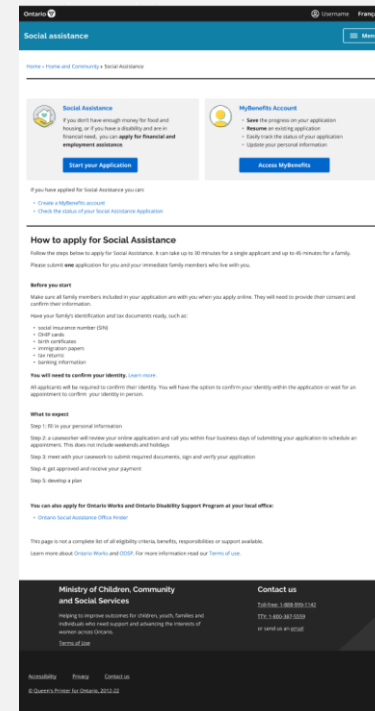 Ontario
Username França
Social assistance
Men
Home › Home and Community › Social Assistance
Social Assistance
If you don't have enough money for food and
housing, or if you have a disability and are in
financial need, you can apply for financial and
employment assistance.
Start your Application
MyBenefits Account
- Save the progress on your application
- Resume an existing application
- Easily track the status of your application
- Update your personal information
Access MyBenefits
If you have applied for Social Assistance you can:
- Create a MyBenefits account
- Check the status of your Social Assistance Application
How to apply for Social Assistance
Follow the steps below to apply for Social Assistance. It can take up to 30 minutes for a single applicant and up to 45 minutes for a family.
Please submit one application for you and your immediate family members who live with you.
Before you start
Make sure all family members included in your application are with you when you apply online. They will need to provide their consent and
confirm their information.
Have your family's identification and tax documents ready, such as:
- social insurance number (SIN)
- OHIP cards
- birth certificates
- immigration papers
- tax returns
- banking information
You will need to confirm your identity. Learn more.
All applicants will be required to confirm their identity. You will have the option to confirm your identity within the application or wait for an
appointment to confirm your identity in person.
What to expect
Step 1: fill in your personal information
Step 2: a caseworker will review your online application and call you within four business days of submitting your application to schedule an
appointment. This does not include weekends and holidays
Step 3: meet with your casework to submit required documents, sign and verify your application
Step 4: get approved and receive your payment
Step 5: develop a plan
You can also apply for Ontario Works and Ontario Disability Support Program at your local office:
- Ontario Social Assistance Office Finder
This page is not a complete list of all eligibility criteria, benefits, responsibilities or support available.
Learn more about Ontario Works and ODSP. For more information read our Terms of use.
Ministry of Children, Community
and Social Services
Helping to improve outcomes for children, youth, families and
individuals who need support and advancing the interests of
women across Ontario.
Terms of Use
Contact us
Toll-free: 1-888-999-1142
TTY: 1-800-387-5559
or send us an email
Accessibility Privacy Contact us
© Queen's Printer for Ontario, 2012-22